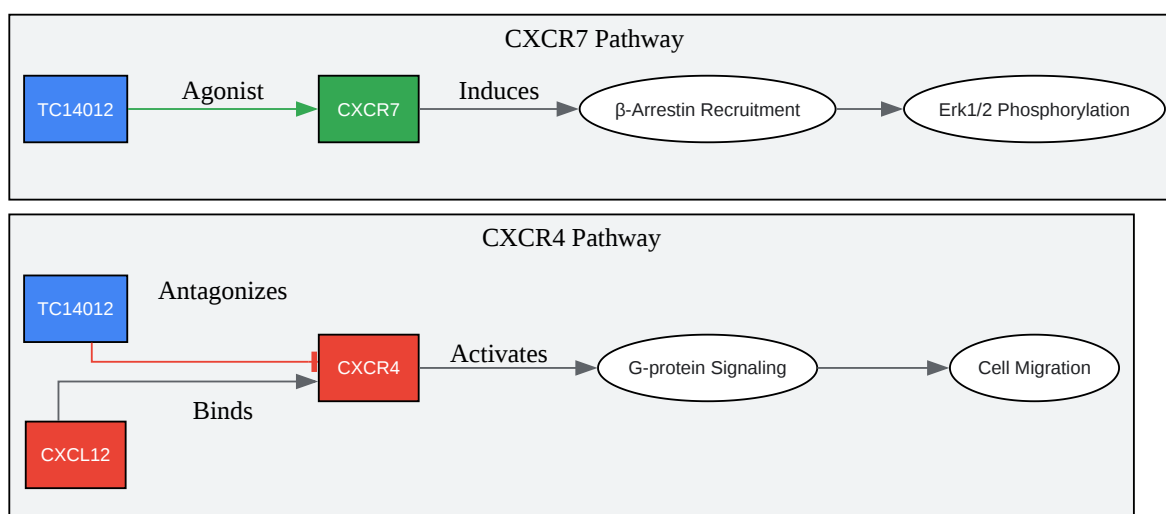 CXCR7 Pathway
TC14012
Agonist
CXCR7
Induces
β-Arrestin Recruitment
Erk1/2 Phosphorylation
CXCR4 Pathway
TC14012
Antagonizes
CXCR4
Activates
G-protein Signaling
Cell Migration
Binds
CXCL12